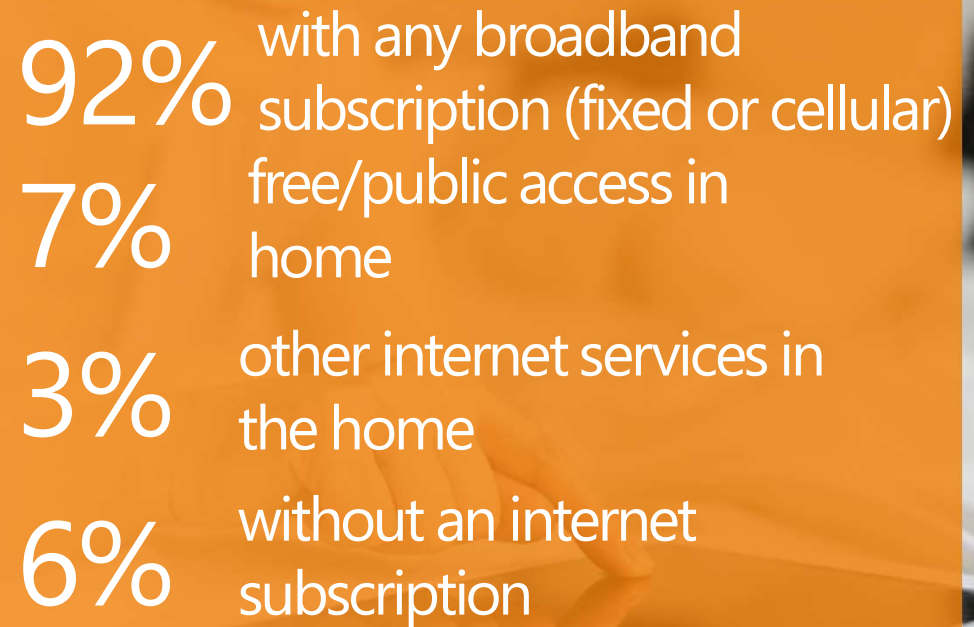 92% with any broadband
subscription (fixed or cellular)
7% free/public access in
home
3% other internet services in
the home
6% without an internet
subscription